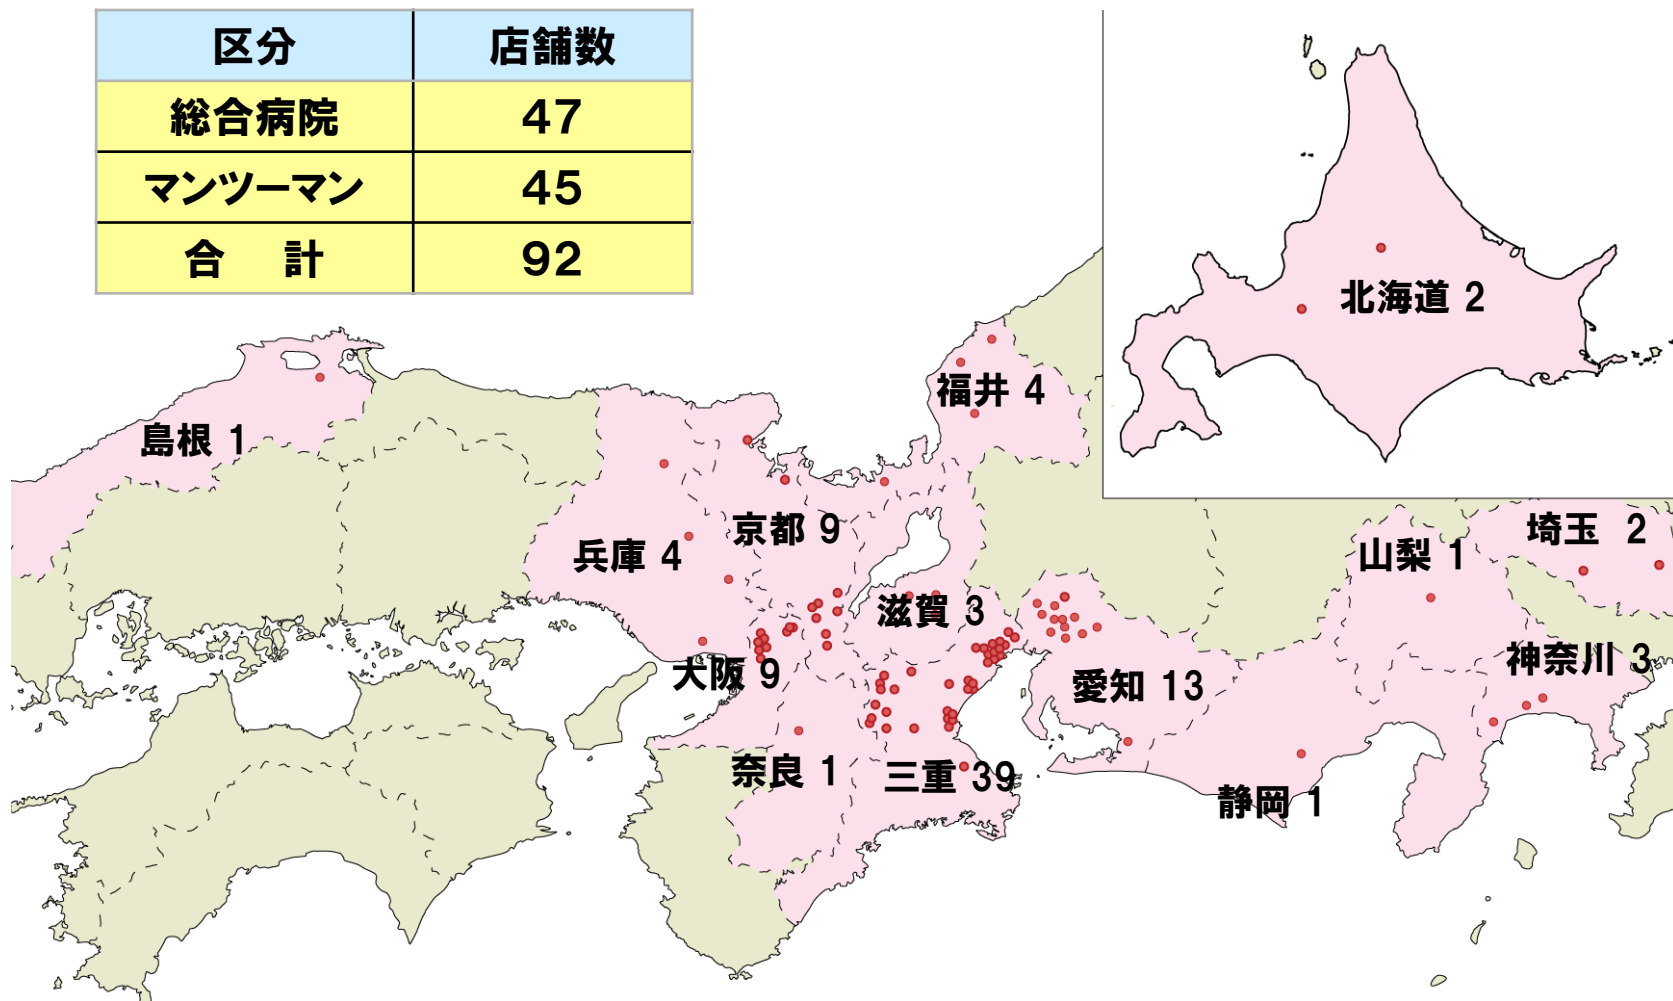 区分 店舗数
総合病院 47
マンツーマン 45
合 計 92
北海道 2
福井 4
島根 1
京都 9
兵庫 4
埼玉 2
山梨 1
滋賀 3
神奈川 3
大阪 9
愛知 13
奈良 1
三重 39
静岡 1